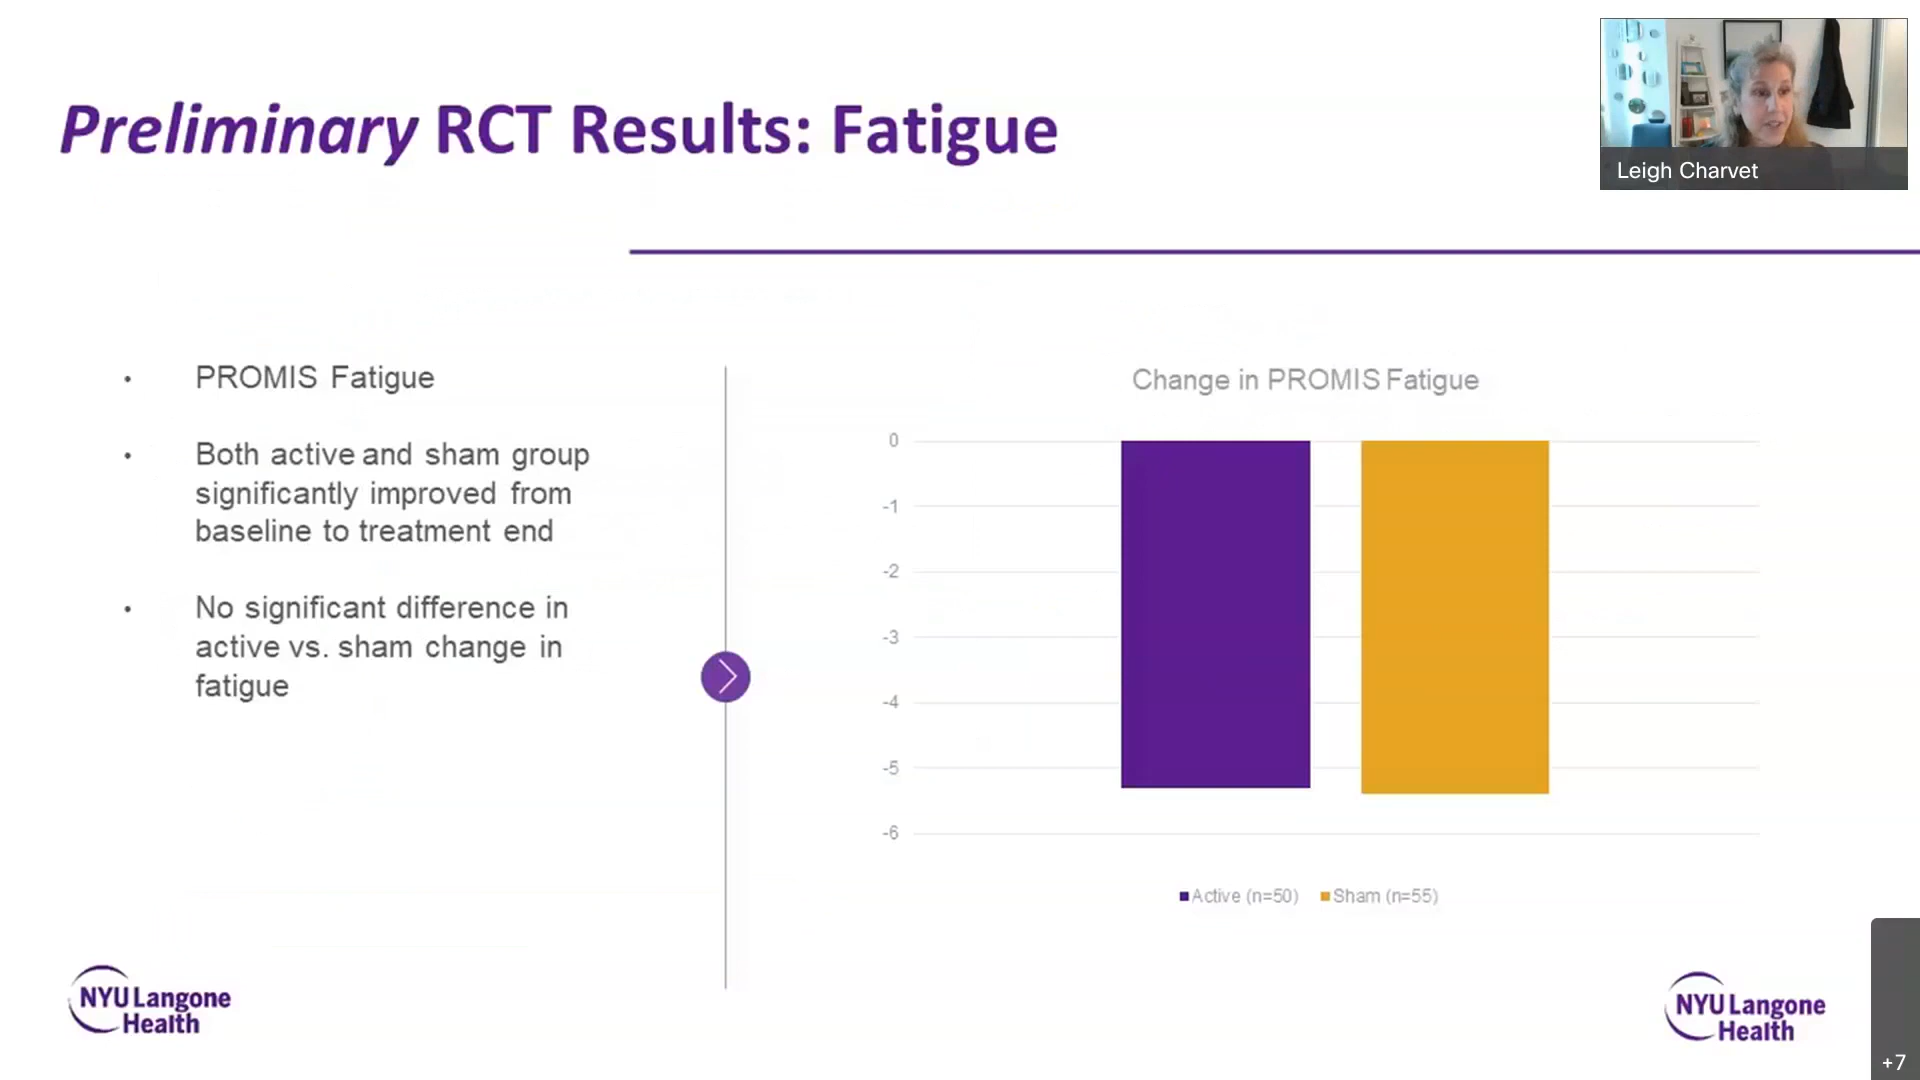 Preliminary RCT Results: Fatigue
Leigh Charvet
• PROMIS Fatigue
• Both active and sham group
significantly improved from
baseline to treatment end
• No significant difference in
active vs. sham change in
fatigue
Change in PROMIS Fatigue
0
-1
-2
-3
-4
-5
-6
Active (n=50) Sham (n=55)
NYU Langone
Health
NYU Langone
Health
+7